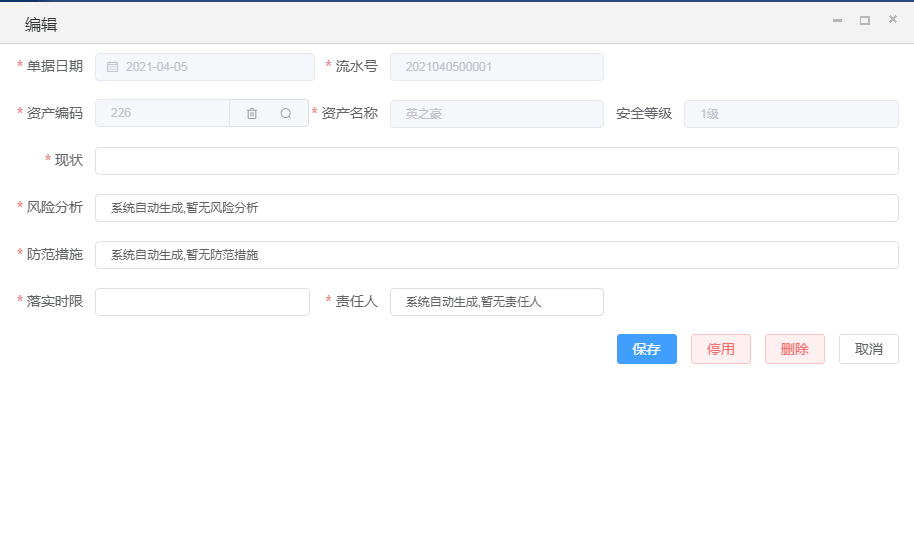 编辑
* 单据日期 2021-04-05 * 流水号 2021040500001
* 资产编码 226 * 资产名称 英之豪 安全等级 1级
* 现状
* 风险分析 系统自动生成,暂无风险分析
* 防范措施 系统自动生成,暂无防范措施
* 落实时限 * 责任人 系统自动生成,暂无责任人
保存 停用 删除 取消